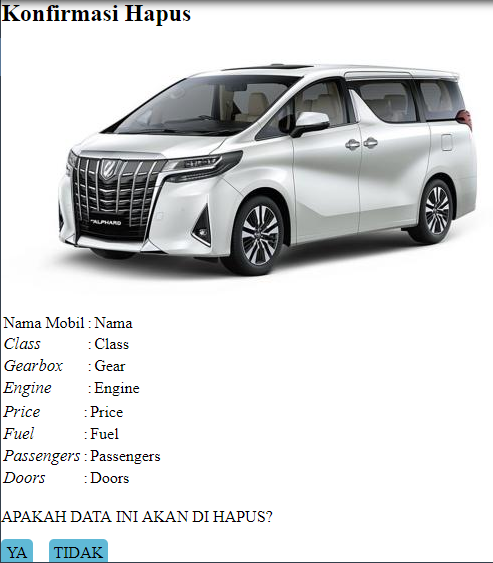 Konfirmasi Hapus
ALPHARD
Nama Mobil : Nama
Class : Class
Gearbox : Gear
Engine : Engine
Price : Price
Fuel : Fuel
Passengers : Passengers
Doors : Doors
APAKAH DATA INI AKAN DI HAPUS?
YA TIDAK